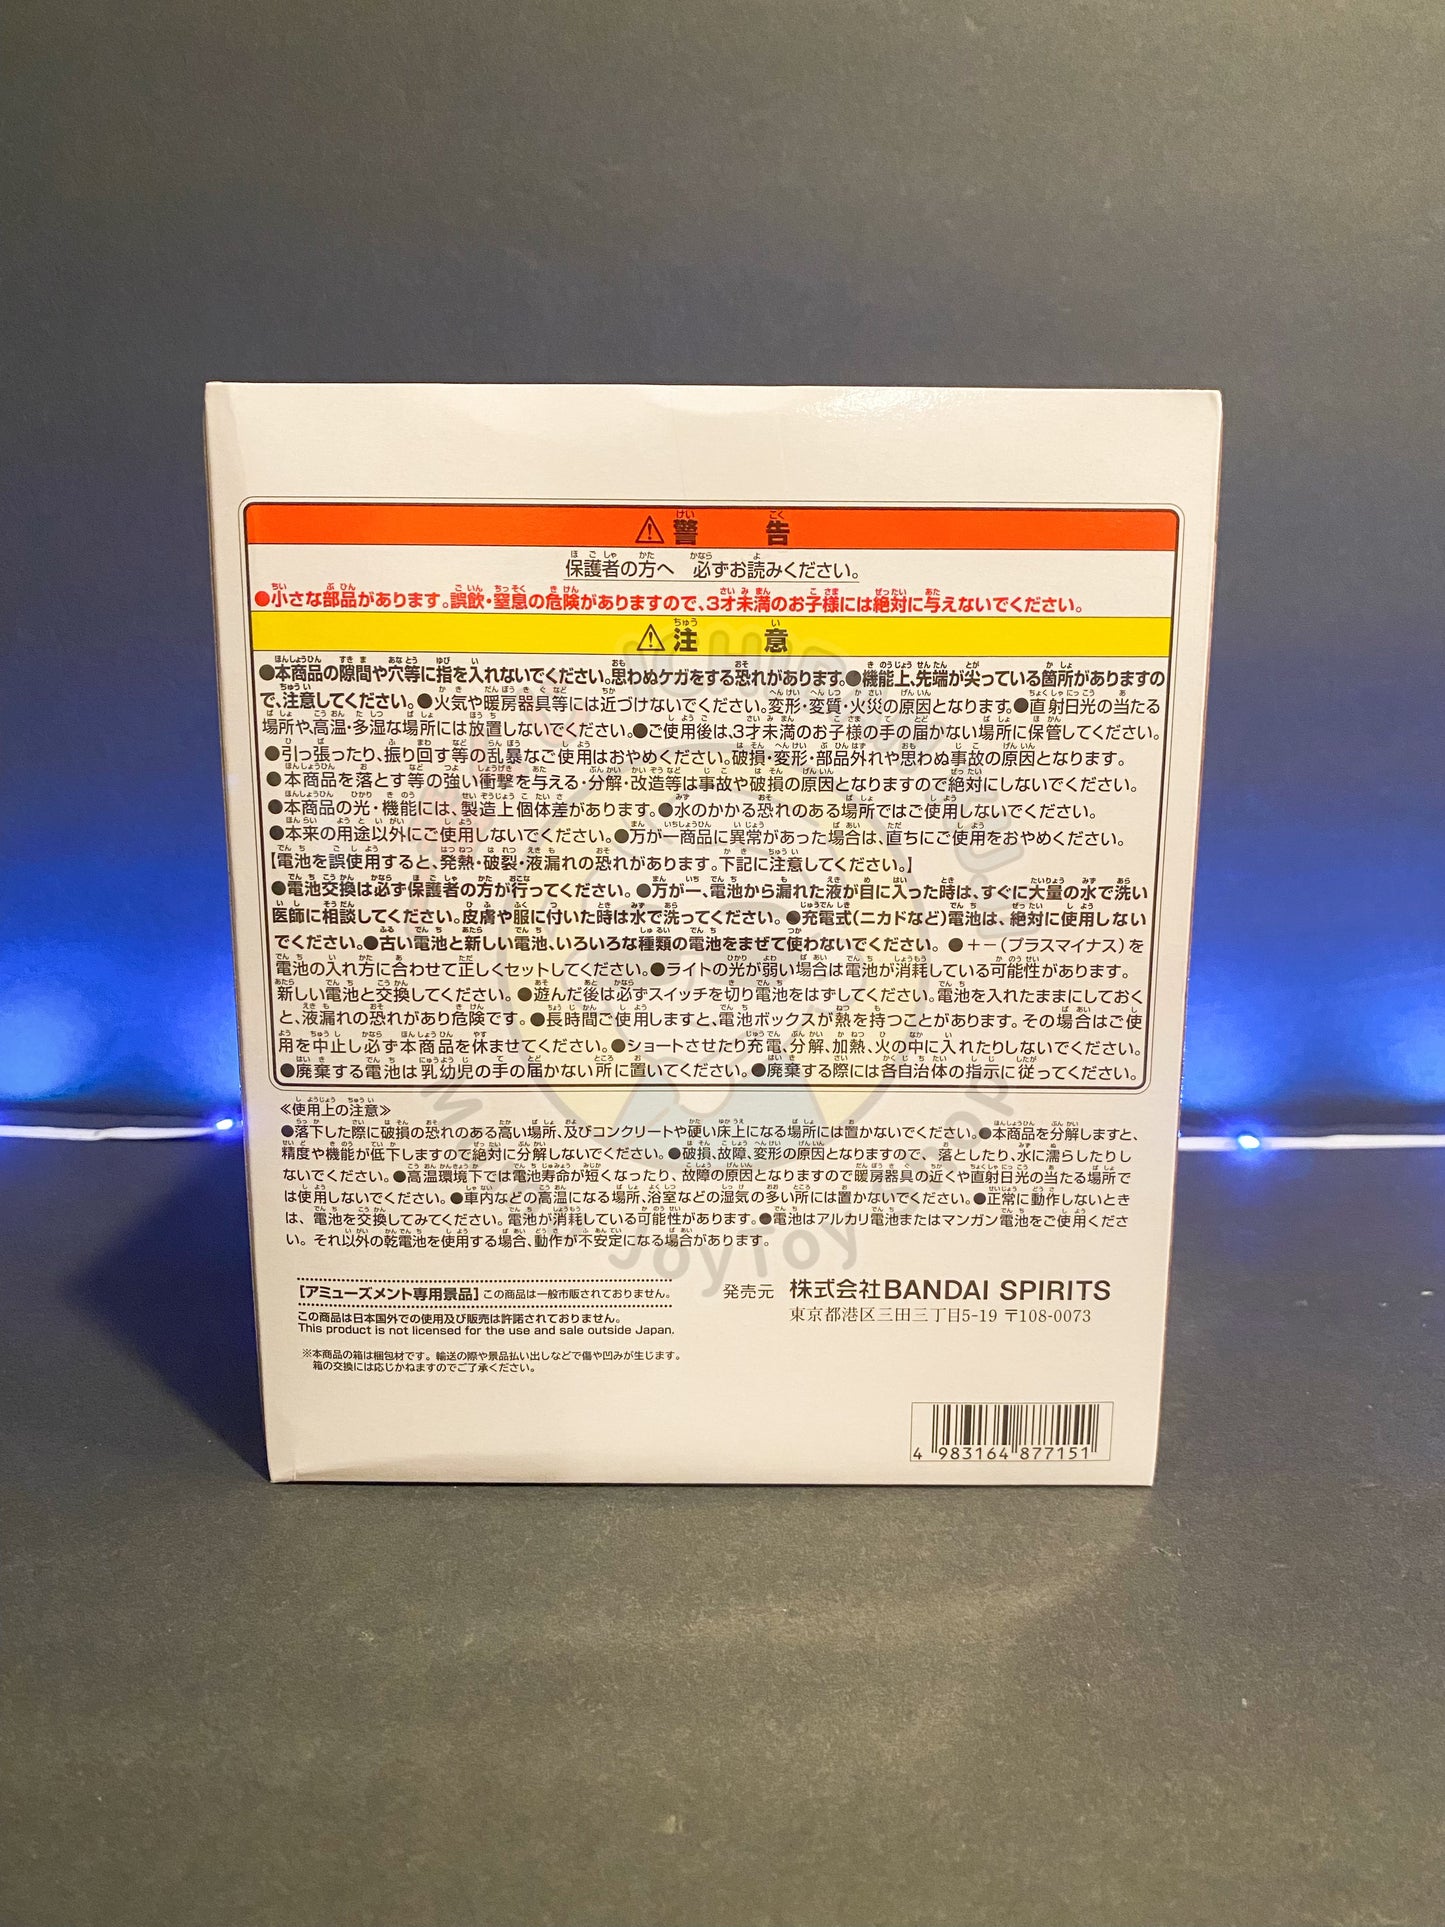 ⚠警告
保護者の方へ 必ずお読みください。
●小さな部品があります。誤飲・窒息の危険がありますので、3才未満のお子様には絶対に与えないでください。
⚠注意
●本商品の隙間や穴等に指を入れないでください。思わぬケガをする恐れがあります。●機能上、先端が尖っている箇所がありますの
で、注意してください。●火気や暖房器具等には近づけないでください。変形・変質・火災の原因となります。●直射日光の当たる
場所や、高温・多湿な場所には放置しないでください。●ご使用後は、3才未満のお子様の手の届かない場所に保管してください。
●引っ張ったり、振り回す等の乱暴なご使用はおやめください。破損・変形・部品外れや思わぬ事故の原因となります。
●本商品を落とす等の強い衝撃を与える・分解・改造等は事故や破損の原因となりますので絶対にしないでください。
●本商品の光・機能には、製造上個体差があります。●水のかかる恐れのある場所ではご使用しないでください。
●本来の用途以外にご使用しないでください。●万が一商品に異常があった場合は、直ちにご使用をおやめください。
【電池を誤使用すると、発熱・破裂・液漏れの恐れがあります。下記に注意してください。】
●電池交換は必ず保護者の方が行ってください。●万が一、電池から漏れた液が目に入った時は、すぐに大量の水で洗い
医師に相談してください。皮膚や服に付いた時は水で洗ってください。●充電式(ニカドなど)電池は、絶対に使用しない
でください。●古い電池と新しい電池、いろいろな種類の電池をまぜて使わないでください。●＋－(プラスマイナス)を
電池の入れ方に合わせて正しくセットしてください。●ライトの光が弱い場合は電池が消耗している可能性があります。
新しい電池と交換してください。●遊んだ後は必ずスイッチを切り電池をはずしてください。電池を入れたままにしておく
と、液漏れの恐れがあり危険です。●長時間ご使用しますと、電池ボックスが熱を持つことがあります。その場合はご使
用を中止し必ず本商品を休ませてください。●ショートさせたり充電、分解、加熱、火の中に入れたりしないでください。
●廃棄する電池は乳幼児の手の届かない所に置いてください。●廃棄する際には各自治体の指示に従ってください。
≪使用上の注意≫
●落下した際に破損の恐れのある高い場所、及びコンクリートや硬い床上になる場所には置かないでください。●本商品を分解しますと、
精度や機能が低下しますので絶対に分解しないでください。●破損、故障、変形の原因となりますので、落としたり、水に濡らしたりし
ないでください。●高温環境下では電池寿命が短くなったり、故障の原因となりますので暖房器具の近くや直射日光の当たる場所で
は使用しないでください。●車内などの高温になる場所、浴室などの湿気の多い所には置かないでください。●正常に動作しないとき
は、電池を交換してみてください。電池が消耗している可能性があります。●電池はアルカリ電池またはマンガン電池をご使用くださ
い。それ以外の乾電池を使用する場合、動作が不安定になる場合があります。
【アミューズメント専用景品】この商品は一般市販されておりません。
この商品は日本国外での使用及び販売は許諾されておりません。
This product is not licensed for the use and sale outside Japan.
※本商品の箱は梱包材です。輸送の際や景品払い出しなどで傷や凹みが生じます。
箱の交換には応じかねますのでご了承ください。
発売元 株式会社BANDAI SPIRITS
東京都港区三田三丁目5-19 〒108-0073
4 983164 877151
JoyToy